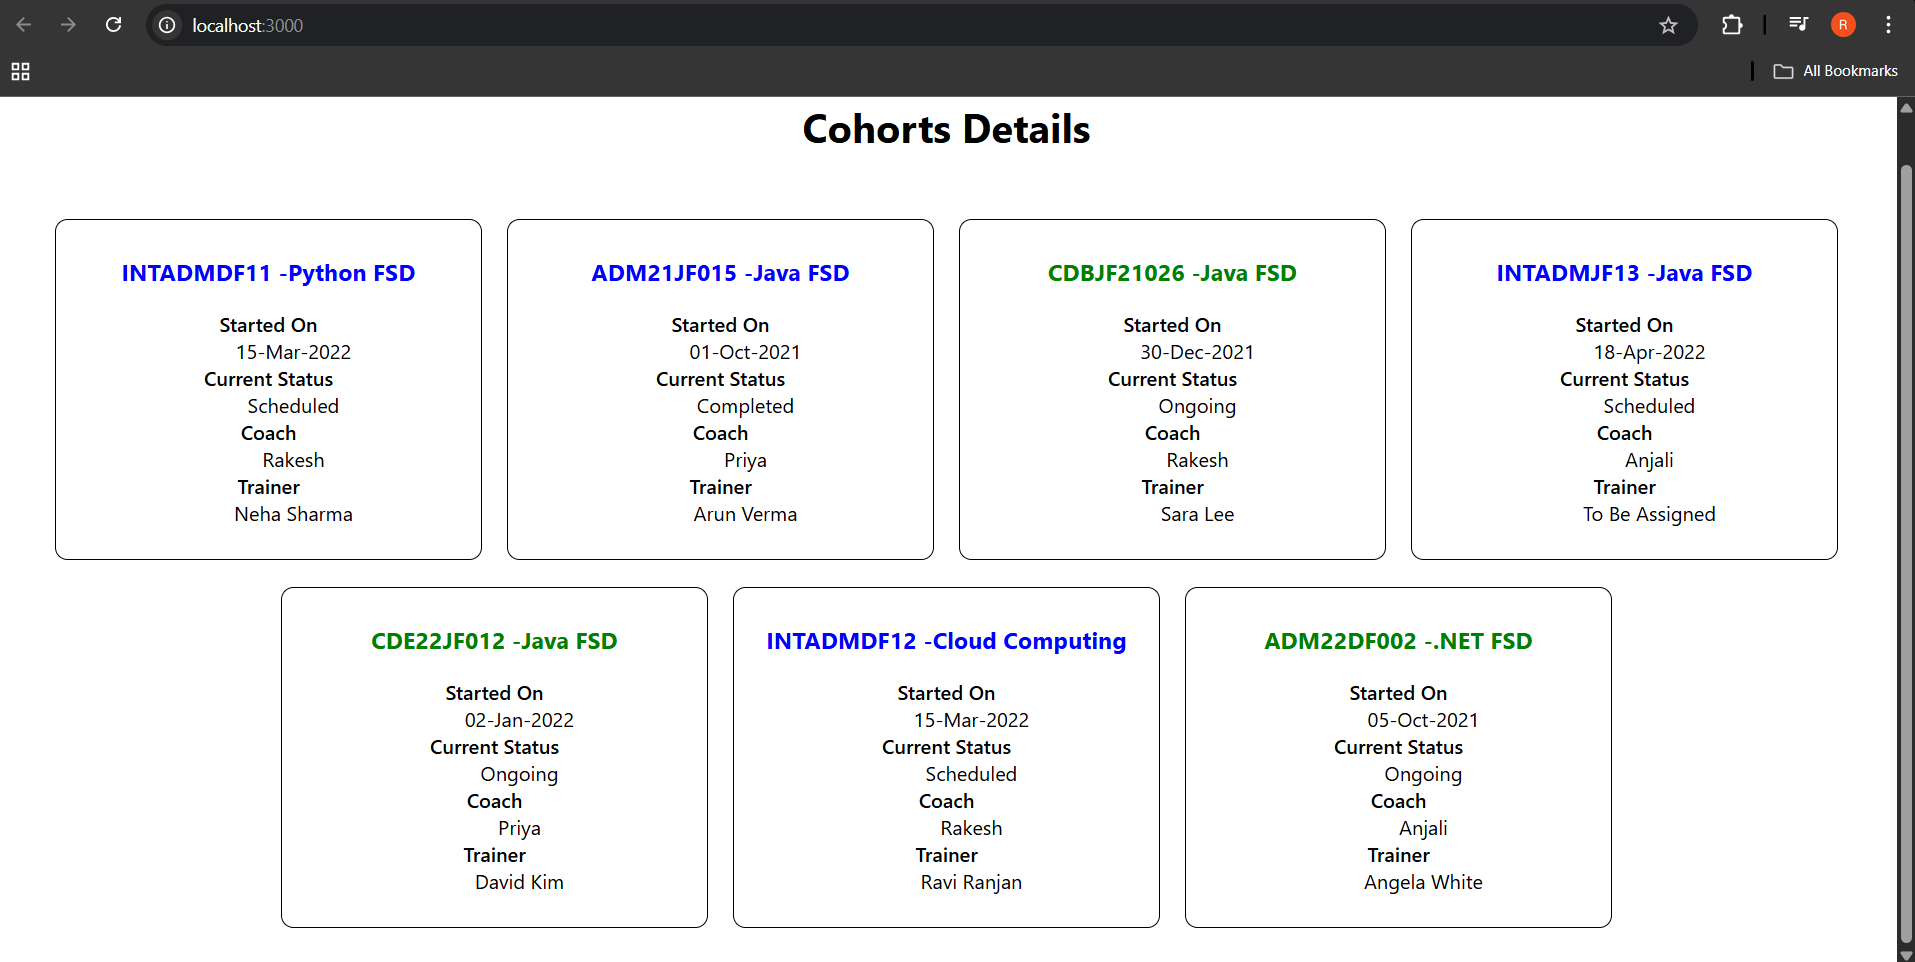 localhost:3000
R
All Bookmarks
Cohorts Details
INTADMDF11 -Python FSD
Started On
15-Mar-2022
Current Status
Scheduled
Coach
Rakesh
Trainer
Neha Sharma
ADM21JF015 -Java FSD
Started On
01-Oct-2021
Current Status
Completed
Coach
Priya
Trainer
Arun Verma
CDBJF21026 -Java FSD
Started On
30-Dec-2021
Current Status
Ongoing
Coach
Rakesh
Trainer
Sara Lee
INTADMJF13 -Java FSD
Started On
18-Apr-2022
Current Status
Scheduled
Coach
Anjali
Trainer
To Be Assigned
CDE22JF012 -Java FSD
Started On
02-Jan-2022
Current Status
Ongoing
Coach
Priya
Trainer
David Kim
INTADMDF12 -Cloud Computing
Started On
15-Mar-2022
Current Status
Scheduled
Coach
Rakesh
Trainer
Ravi Ranjan
ADM22DF002 -.NET FSD
Started On
05-Oct-2021
Current Status
Ongoing
Coach
Anjali
Trainer
Angela White